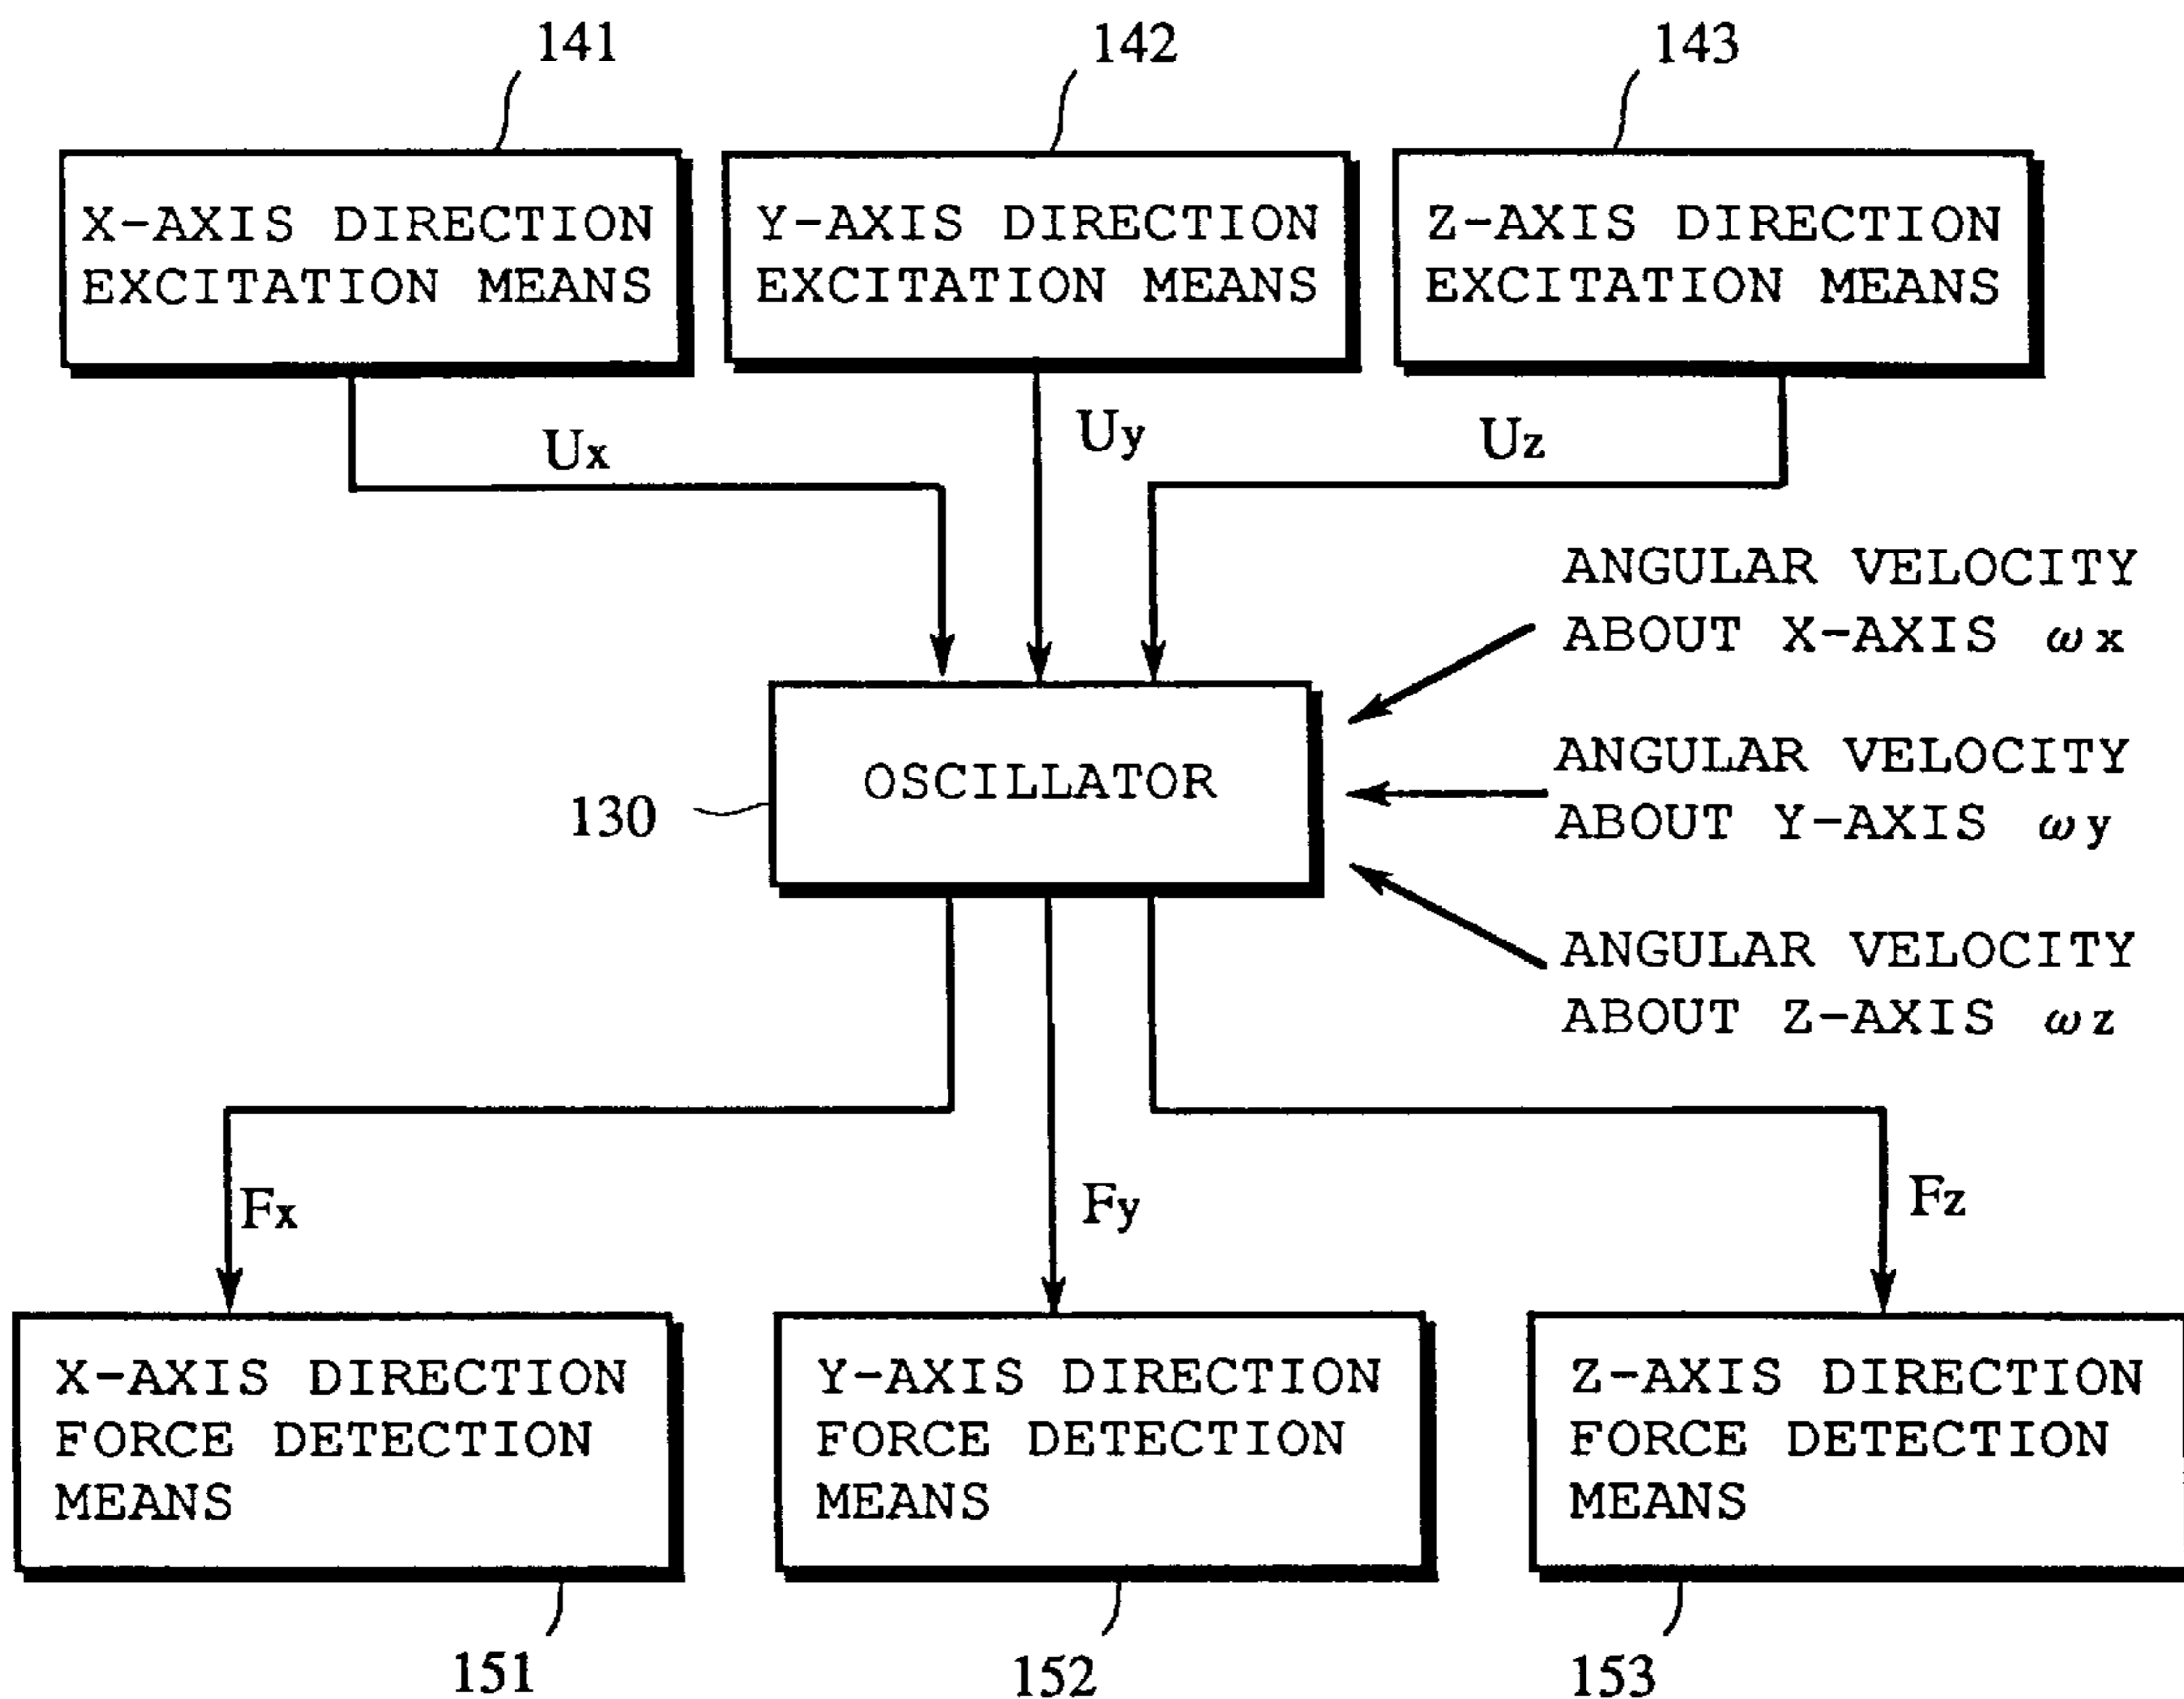 141
142
143
X-AXIS DIRECTION
EXCITATION MEANS
Y-AXIS DIRECTION
EXCITATION MEANS
Z-AXIS DIRECTION
EXCITATION MEANS
Ux
Uy
Uz
ANGULAR VELOCITY
ABOUT X-AXIS ωx
OSCILLATOR
130
ANGULAR VELOCITY
ABOUT Y-AXIS ωy
ANGULAR VELOCITY
ABOUT Z-AXIS ωz
Fx
Fy
Fz
X-AXIS DIRECTION
FORCE DETECTION
MEANS
Y-AXIS DIRECTION
FORCE DETECTION
MEANS
Z-AXIS DIRECTION
FORCE DETECTION
MEANS
151
152
153